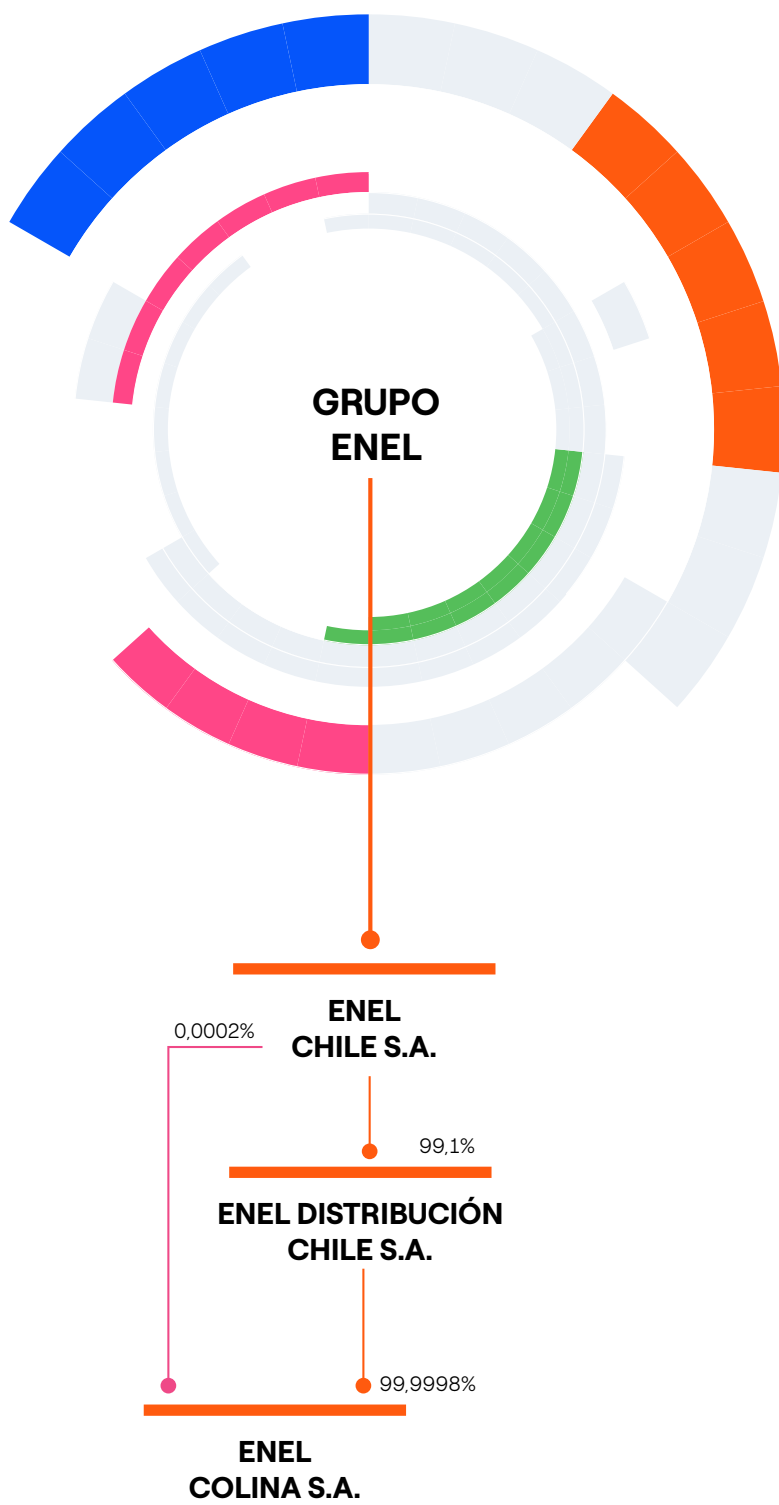 GRUPO
ENEL
ENEL
CHILE S.A.
0,0002%
99,1%
ENEL DISTRIBUCIÓN
CHILE S.A.
99,9998%
ENEL
COLINA S.A.